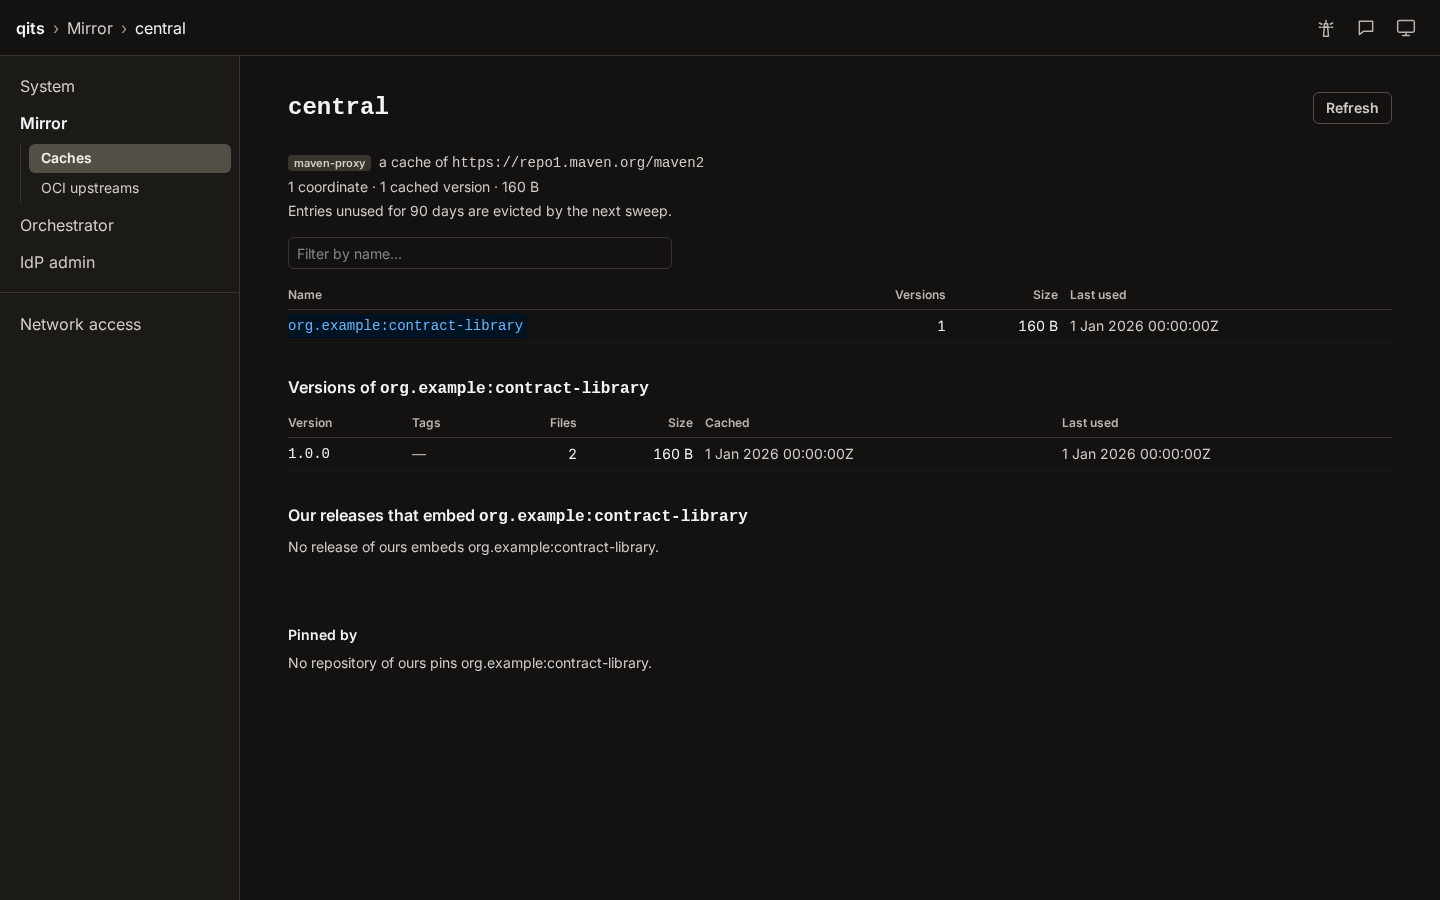 qits › Mirror › central
System
Mirror
Caches
OCI upstreams
Orchestrator
IdP admin
Network access
central
Refresh
maven-proxy a cache of https://repo1.maven.org/maven2
1 coordinate · 1 cached version · 160 B
Entries unused for 90 days are evicted by the next sweep.
Filter by name...
Name Versions Size Last used
org.example:contract-library 1 160 B 1 Jan 2026 00:00:00Z
Versions of org.example:contract-library
Version Tags Files Size Cached Last used
1.0.0 — 2 160 B 1 Jan 2026 00:00:00Z 1 Jan 2026 00:00:00Z
Our releases that embed org.example:contract-library
No release of ours embeds org.example:contract-library.
Pinned by
No repository of ours pins org.example:contract-library.